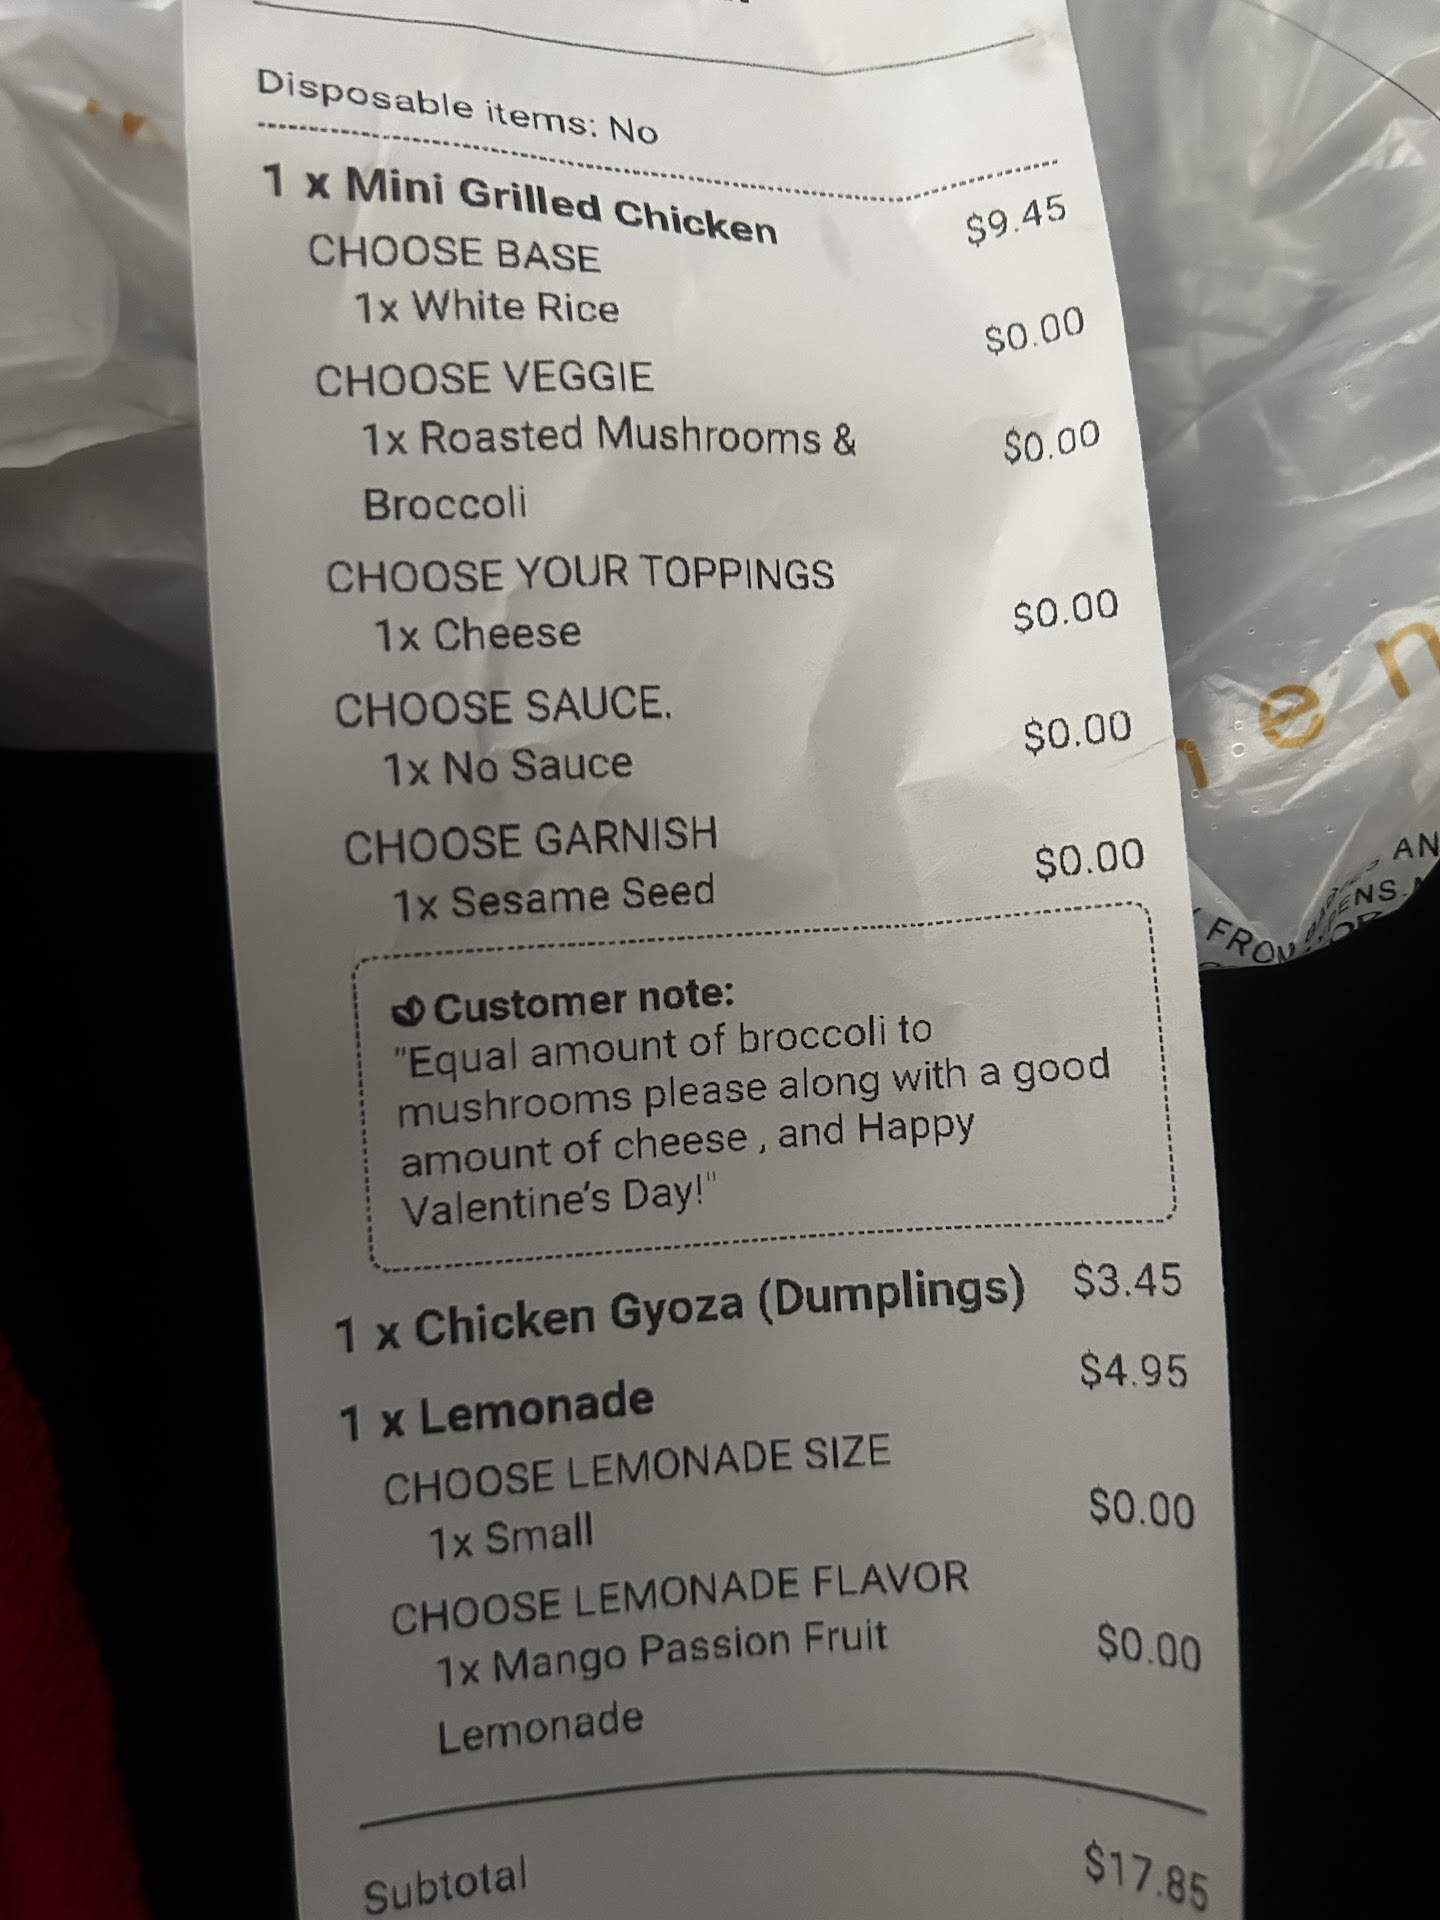 Disposable items: No
1 x Mini Grilled Chicken $9.45
CHOOSE BASE
1x White Rice $0.00
CHOOSE VEGGIE
1x Roasted Mushrooms & $0.00
Broccoli
CHOOSE YOUR TOPPINGS
1x Cheese $0.00
CHOOSE SAUCE.
1x No Sauce $0.00
CHOOSE GARNISH
1x Sesame Seed $0.00
Customer note:
"Equal amount of broccoli to
mushrooms please along with a good
amount of cheese , and Happy
Valentine's Day!"
1 x Chicken Gyoza (Dumplings) $3.45
1 x Lemonade $4.95
CHOOSE LEMONADE SIZE
1x Small $0.00
CHOOSE LEMONADE FLAVOR
1x Mango Passion Fruit $0.00
Lemonade
Subtotal $17.85
FROM